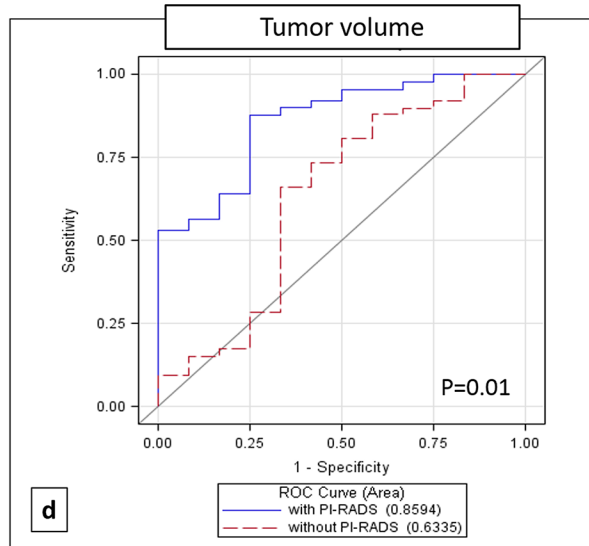 Tumor volume
1.00
0.75
0.50
0.25
0.00
Sensitivity
P=0.01
0.00 0.25 0.50 0.75 1.00
1 - Specificity
d
ROC Curve (Area)
with PI-RADS (0.8594)
without PI-RADS (0.6335)